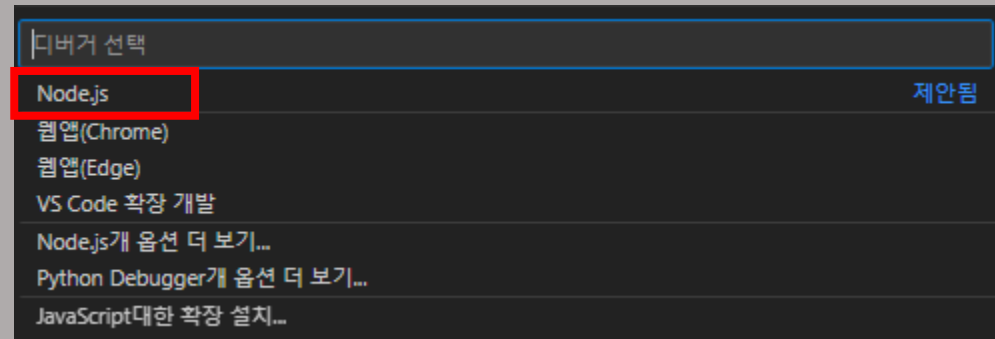 디버거 선택
Node.js 제안됨
웹앱(Chrome)
웹앱(Edge)
VS Code 확장 개발
Node.js개 옵션 더 보기...
Python Debugger개 옵션 더 보기...
JavaScript대한 확장 설치...